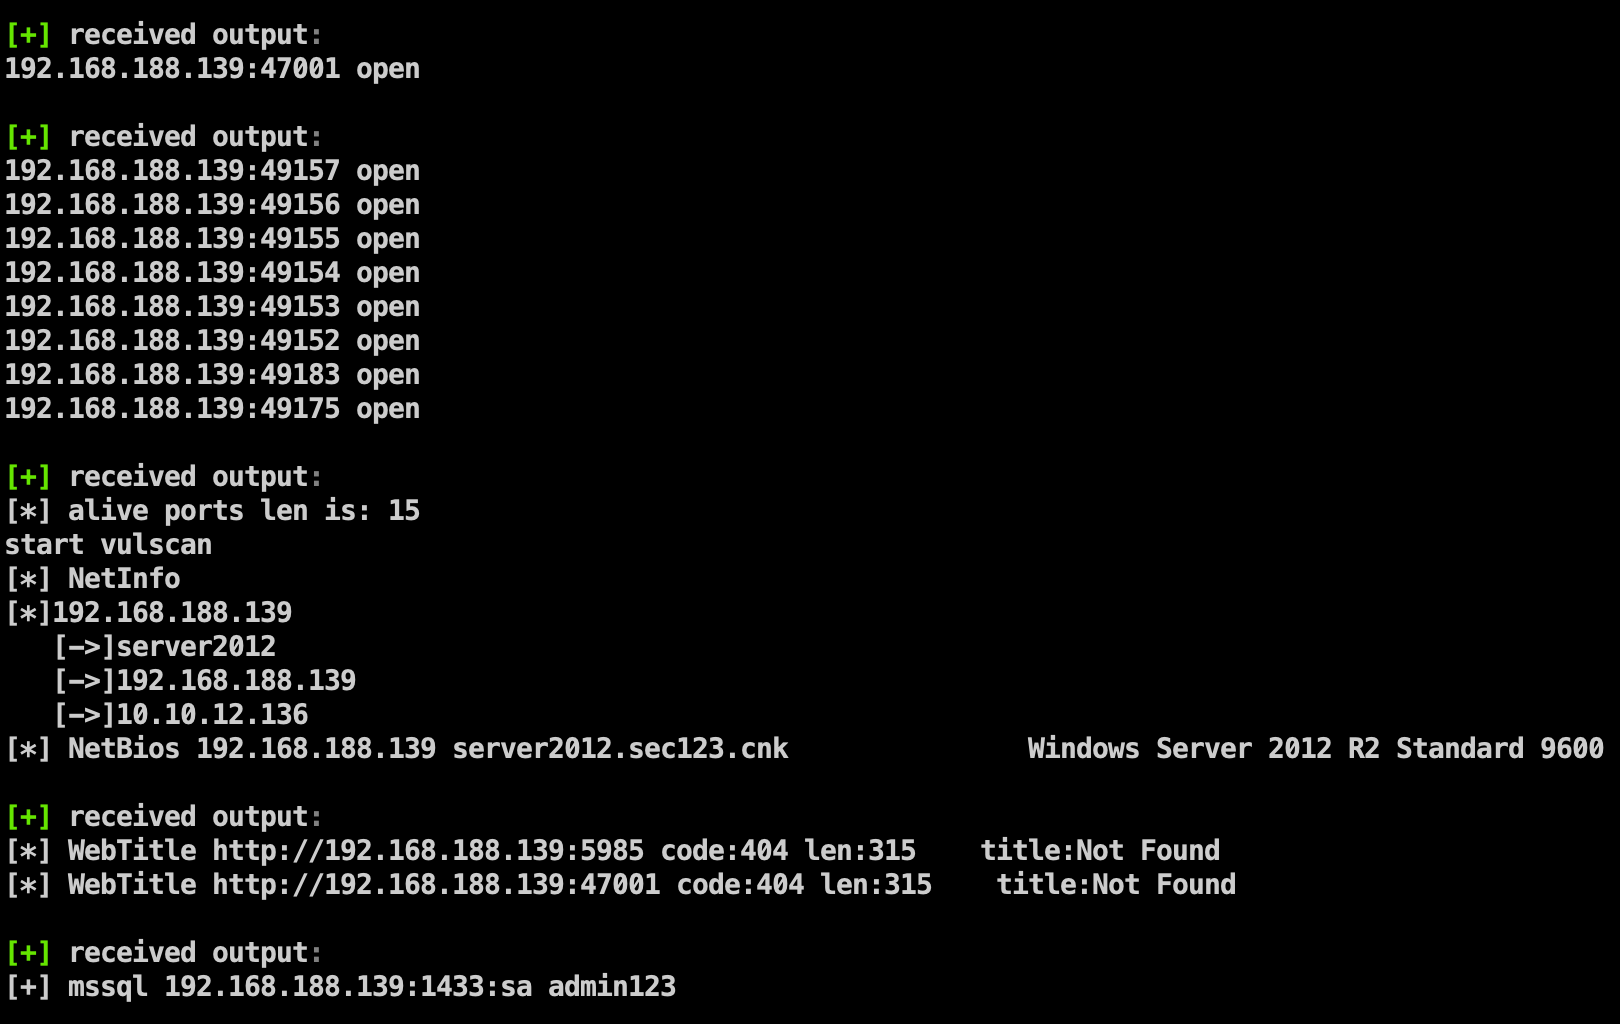 [+] received output:
192.168.188.139:47001 open
[+] received output:
192.168.188.139:49157 open
192.168.188.139:49156 open
192.168.188.139:49155 open
192.168.188.139:49154 open
192.168.188.139:49153 open
192.168.188.139:49152 open
192.168.188.139:49183 open
192.168.188.139:49175 open
[+] received output:
[*] alive ports len is: 15
start vulscan
[*] NetInfo
[*]192.168.188.139
   [->]server2012
   [->]192.168.188.139
   [->]10.10.12.136
[*] NetBios 192.168.188.139 server2012.sec123.cnk               Windows Server 2012 R2 Standard 9600
[+] received output:
[*] WebTitle http://192.168.188.139:5985 code:404 len:315    title:Not Found
[*] WebTitle http://192.168.188.139:47001 code:404 len:315    title:Not Found
[+] received output:
[+] mssql 192.168.188.139:1433:sa admin123